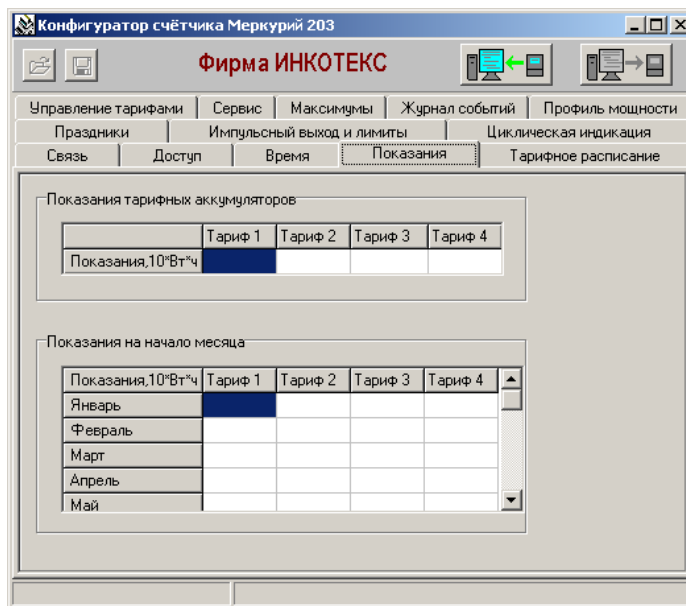 Конфигуратор счётчика Меркурий 203
Фирма ИНКОТЕКС
Управление тарифами Сервис Максимумы Журнал событий Профиль мощности
Праздники Импульсный выход и лимиты Циклическая индикация
Связь Доступ Время Показания Тарифное расписание
Показания тарифных аккумуляторов
Тариф 1 Тариф 2 Тариф 3 Тариф 4
Показания,10*Вт*ч
Показания на начало месяца
Показания,10*Вт*ч Тариф 1 Тариф 2 Тариф 3 Тариф 4
Январь
Февраль
Март
Апрель
Май